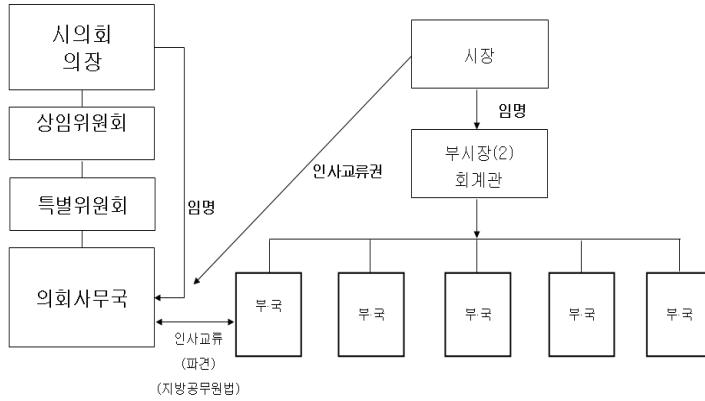 시의회
의장
상임위원회
특별위원회
의회사무국
임명
인사교류권
시장
임명
부시장(2)
회계관
부·국
부·국
부·국
부·국
부·국
인사교류
(파견)
(지방공무원법)